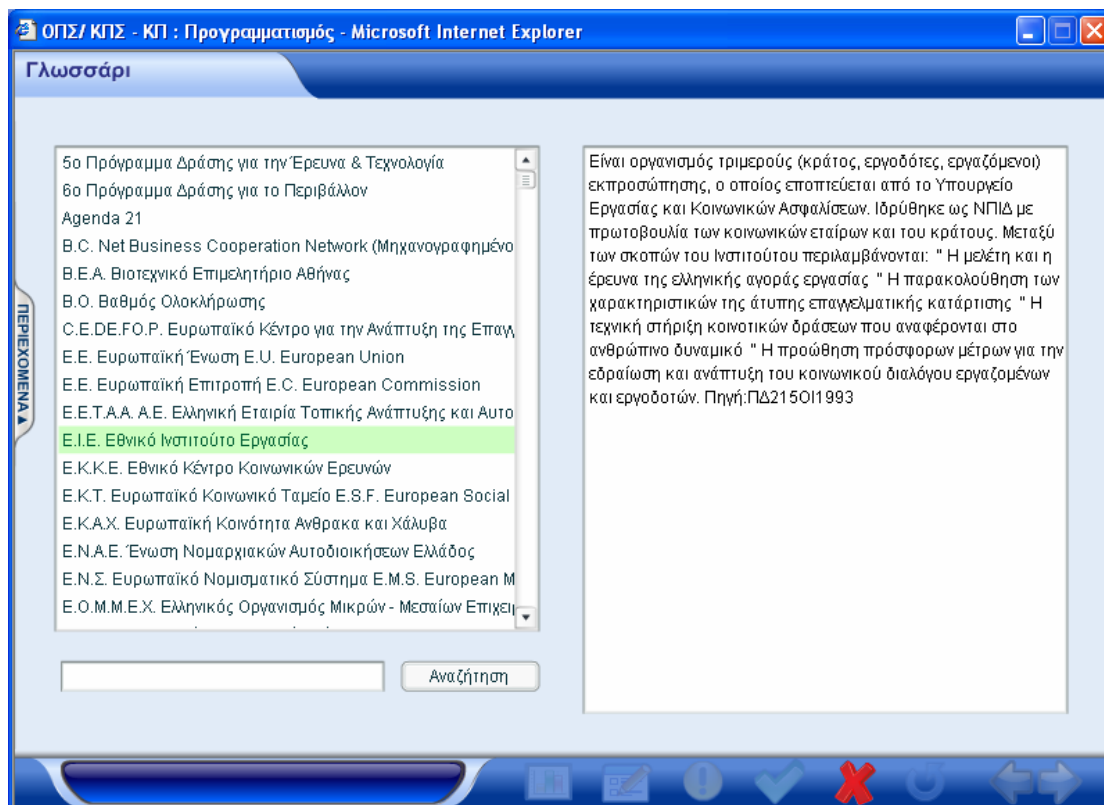 ΟΠΣ/ ΚΠΣ - ΚΠ : Προγραμματισμός - Microsoft Internet Explorer
Γλωσσάρι
ΠΕΡΙΕΧΟΜΕΝΑ
5ο Πρόγραμμα Δράσης για την Έρευνα & Τεχνολογία
6ο Πρόγραμμα Δράσης για το Περιβάλλον
Agenda 21
B.C. Net Business Cooperation Network (Μηχανογραφημένο
Β.Ε.Α. Βιοτεχνικό Επιμελητήριο Αθήνας
Β.Ο. Βαθμός Ολοκλήρωσης
C.E.DE.FO.P. Ευρωπαϊκό Κέντρο για την Ανάπτυξη της Επαγγ
Ε.Ε. Ευρωπαϊκή Ένωση E.U. European Union
Ε.Ε. Ευρωπαϊκή Επιτροπή E.C. European Commission
Ε.Ε.Τ.Α.Α. Α.Ε. Ελληνική Εταιρία Τοπικής Ανάπτυξης και Αυτο
Ε.Ι.Ε. Εθνικό Ινστιτούτο Εργασίας
Ε.Κ.Κ.Ε. Εθνικό Κέντρο Κοινωνικών Ερευνών
Ε.Κ.Τ. Ευρωπαϊκό Κοινωνικό Ταμείο E.S.F. European Social
Ε.Κ.Α.Χ. Ευρωπαϊκή Κοινότητα Ανθρακα και Χάλυβα
Ε.Ν.Α.Ε. Ένωση Νομαρχιακών Αυτοδιοικήσεων Ελλάδος
Ε.Ν.Σ. Ευρωπαϊκό Νομισματικό Σύστημα E.M.S. European M
Ε.Ο.Μ.Μ.Ε.Χ. Ελληνικός Οργανισμός Μικρών - Μεσαίων Επιχει
Αναζήτηση
Είναι οργανισμός τριμερούς (κράτος, εργοδότες, εργαζόμενοι)
εκπροσώπησης, ο οποίος εποπτεύεται από το Υπουργείο
Εργασίας και Κοινωνικών Ασφαλίσεων. Ιδρύθηκε ως ΝΠΙΔ με
πρωτοβουλία των κοινωνικών εταίρων και του κράτους. Μεταξύ
των σκοπών του Ινστιτούτου περιλαμβάνονται: " Η μελέτη και η
έρευνα της ελληνικής αγοράς εργασίας " Η παρακολούθηση των
χαρακτηριστικών της άτυπης επαγγελματικής κατάρτισης " Η
τεχνική στήριξη κοινοτικών δράσεων που αναφέρονται στο
ανθρώπινο δυναμικό " Η προώθηση πρόσφορων μέτρων για την
εδραίωση και ανάπτυξη του κοινωνικού διαλόγου εργαζομένων
και εργοδοτών. Πηγή:ΠΔ215ΟΙ1993